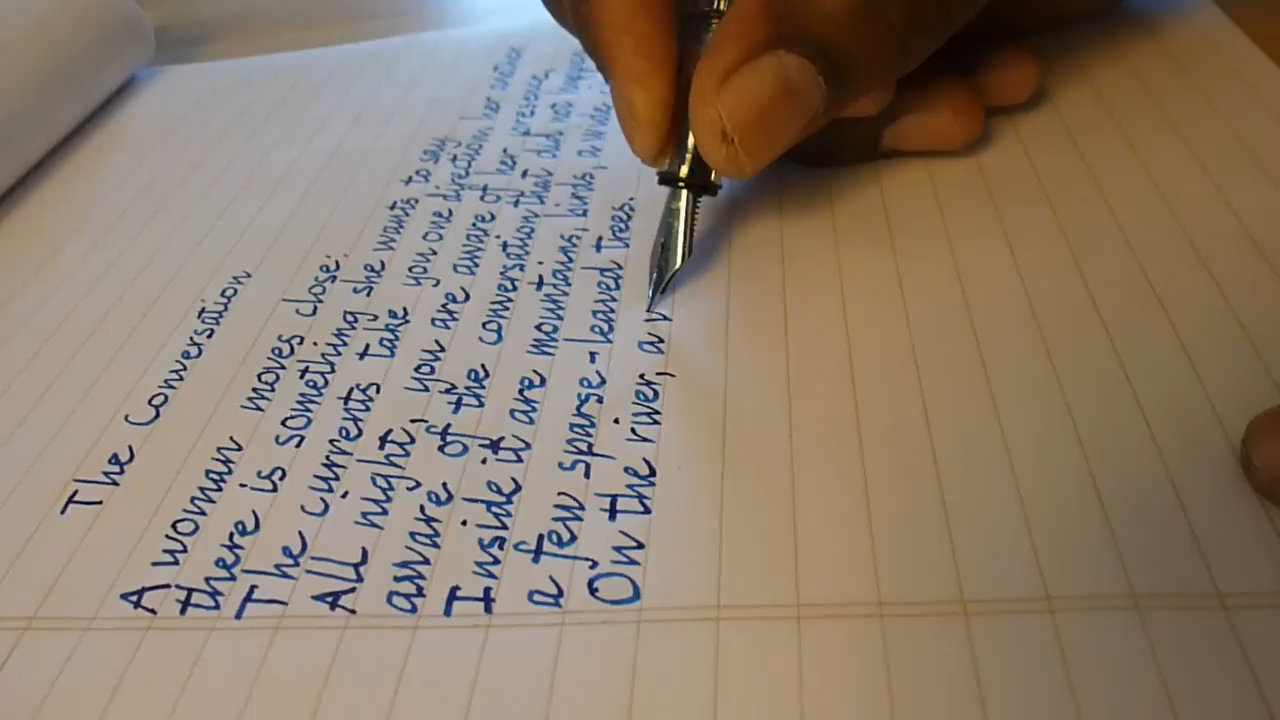 The Conversation
A woman moves close:
there is something she wants to say
The currents take you one direction, her another
All night, you are aware of her presence,
aware of the conversation that did not happen
Inside it are mountains, birds, a wide
a few sparse-leaved trees.
On the river, a